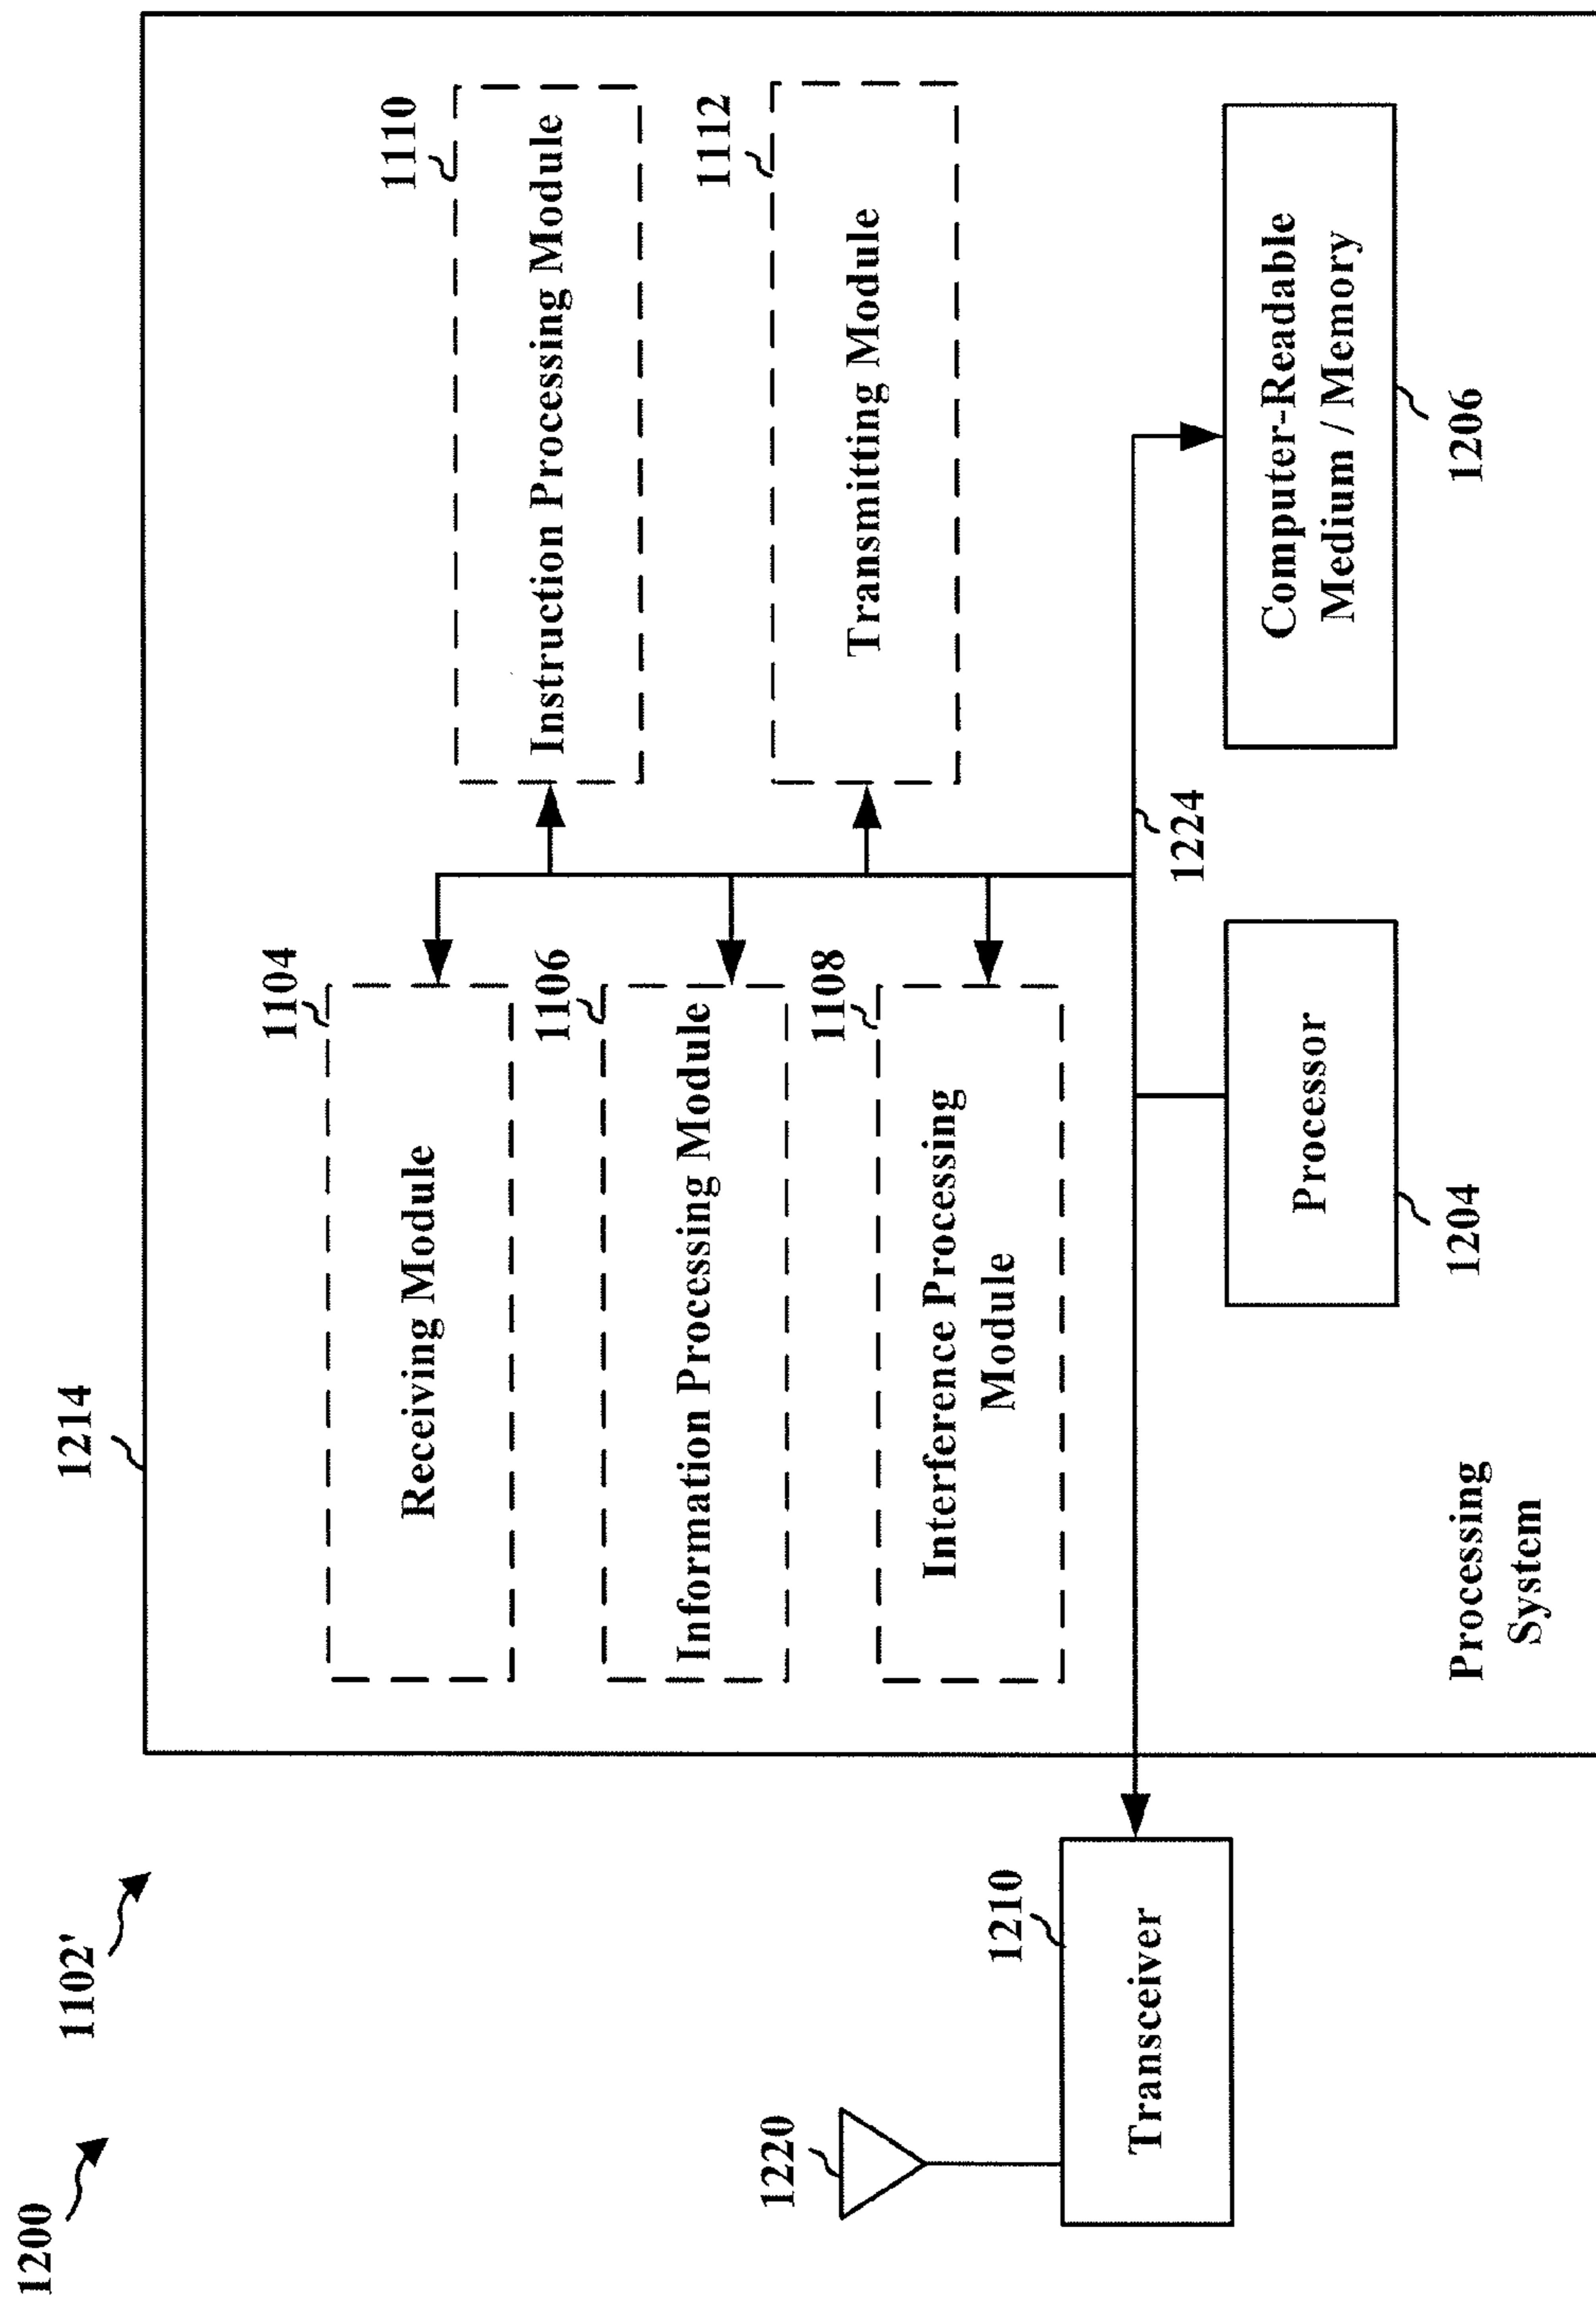 1200
1102'
1214
1104
Receiving Module
1110
Instruction Processing Module
1106
Information Processing Module
1112
Transmitting Module
1108
Interference Processing
Module
1220
1210
Transceiver
1224
Processor
1204
Computer-Readable
Medium / Memory
1206
Processing
System